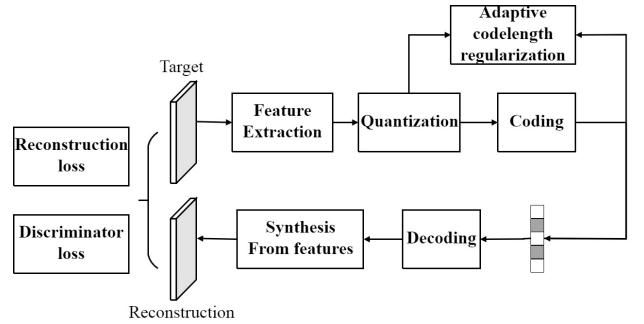 Adaptive
codelength
regularization
Target
Feature
Extraction
Quantization
Coding
Reconstruction
loss
Discriminator
loss
Synthesis
From features
Decoding
Reconstruction